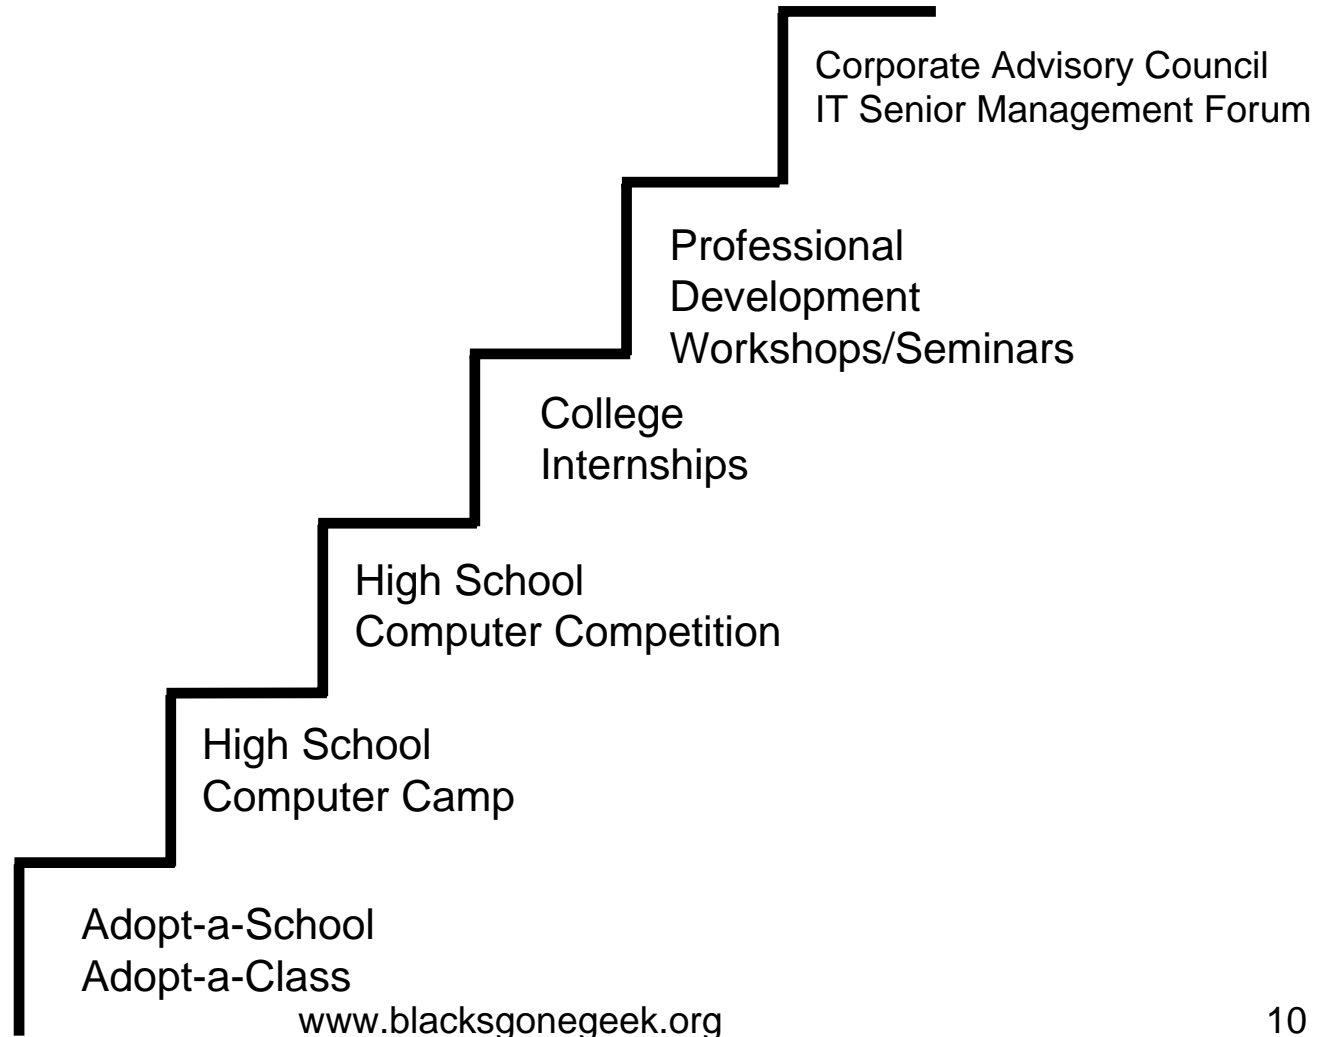 Corporate Advisory Council
IT Senior Management Forum
Professional
Development
Workshops/Seminars
College
Internships
High School
Computer Competition
High School
Computer Camp
Adopt-a-School
Adopt-a-Class
www.blacksgonegeek.org
10